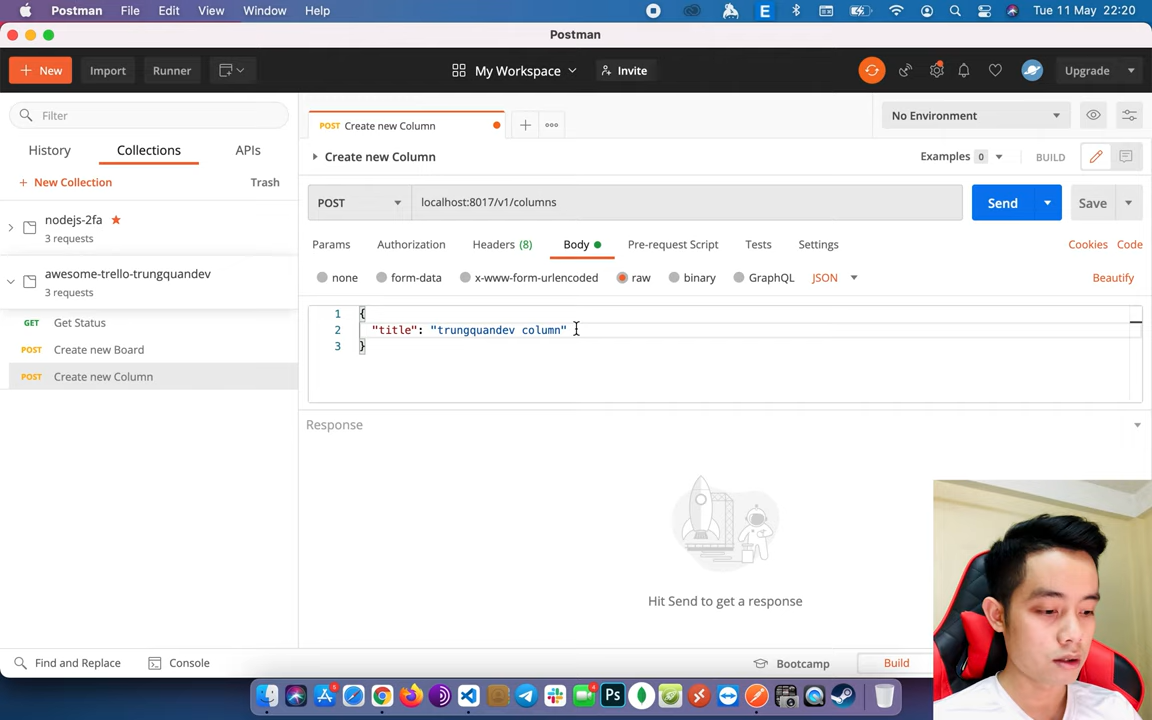 Postman File Edit View Window Help
E Tue 11 May 22:20
Postman
New Import Runner My Workspace Invite Upgrade
Filter
History Collections APIs
+ New Collection Trash
nodejs-2fa
3 requests
awesome-trello-trungquandev
3 requests
GET Get Status
POST Create new Board
POST Create new Column
POST Create new Column
No Environment
Create new Column
Examples 0 BUILD
POST localhost:8017/v1/columns Send Save
Params Authorization Headers (8) Body Pre-request Script Tests Settings Cookies Code
none form-data x-www-form-urlencoded raw binary GraphQL JSON Beautify
1 {
2 "title": "trungquandev column"
3 }
Response
Hit Send to get a response
Find and Replace Console Bootcamp Build
Ps